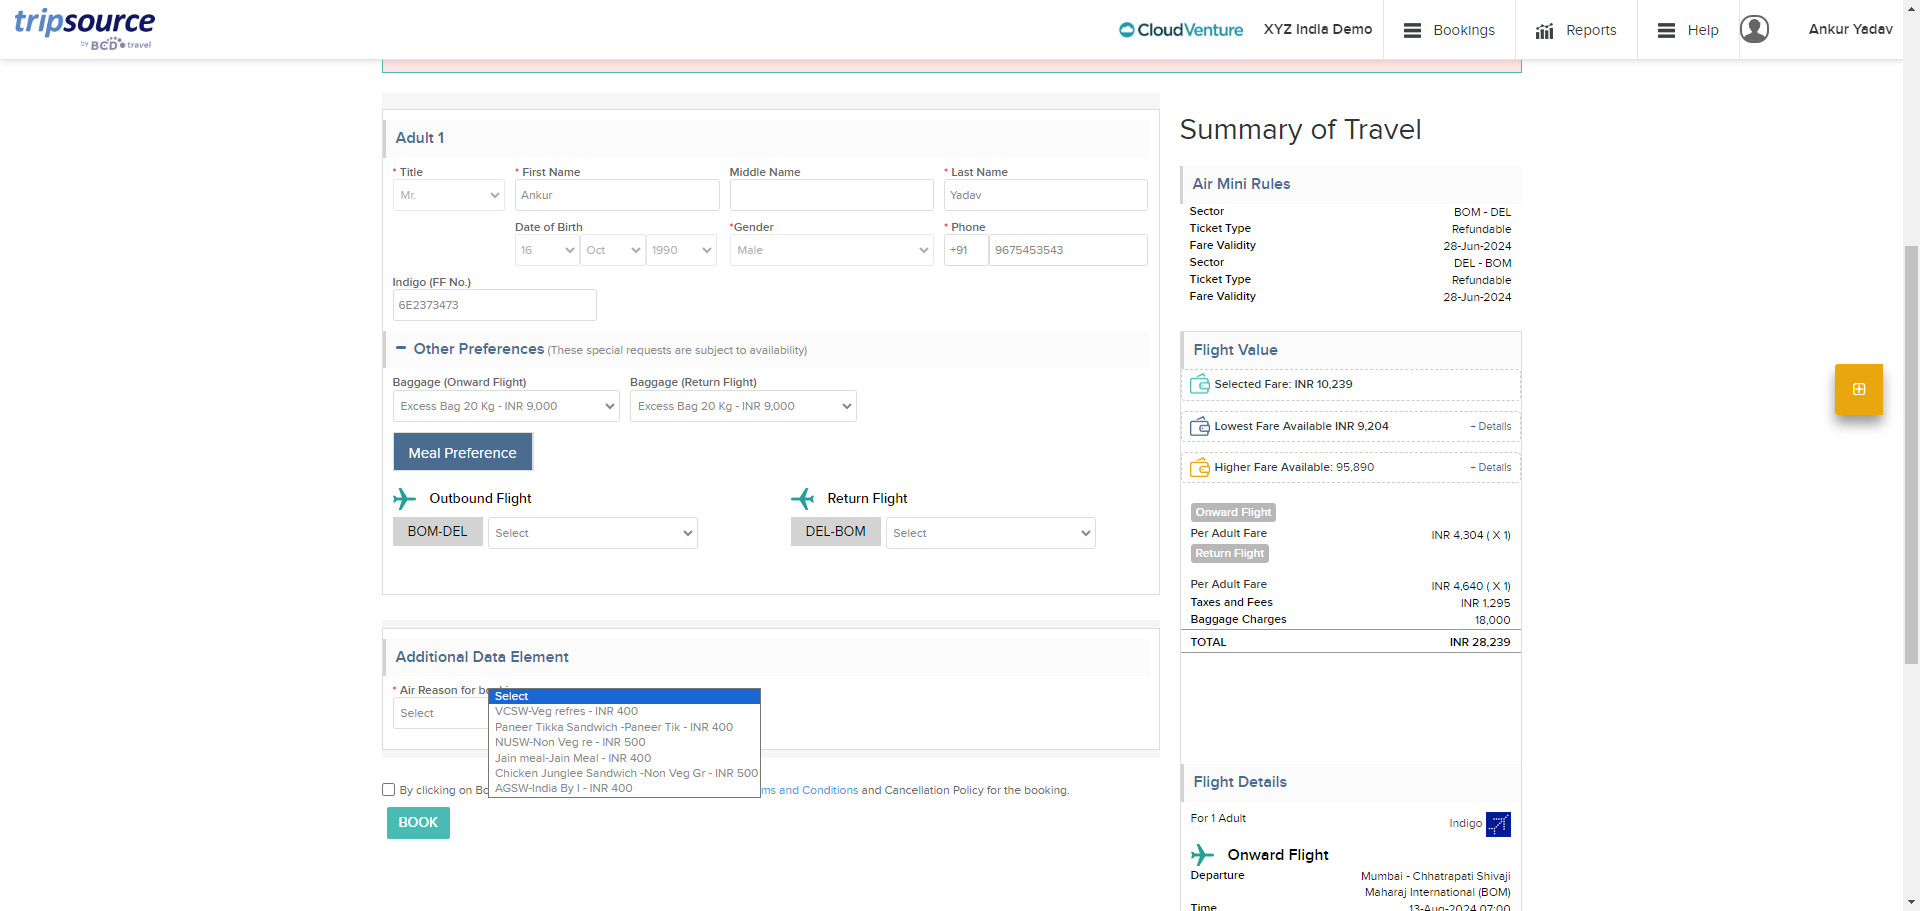 tripsource
by BCD travel
CloudVenture
XYZ India Demo
Bookings
Reports
Help
Ankur Yadav
Adult 1
* Title
* First Name
Middle Name
* Last Name
Mr.
Ankur
Yadav
Date of Birth
*Gender
* Phone
16
Oct
1990
Male
+91
9675453543
Indigo (FF No.)
6E2373473
Other Preferences (These special requests are subject to availability)
Baggage (Onward Flight)
Baggage (Return Flight)
Excess Bag 20 Kg - INR 9,000
Excess Bag 20 Kg - INR 9,000
Meal Preference
Outbound Flight
Return Flight
BOM-DEL
Select
DEL-BOM
Select
Additional Data Element
* Air Reason for
Select
Select
VCSW-Veg refres - INR 400
Paneer Tikka Sandwich -Paneer Tik - INR 400
NUSW-Non Veg re - INR 500
Jain meal-Jain Meal - INR 400
Chicken Junglee Sandwich -Non Veg Gr - INR 500
AGSW-India By I - INR 400
By clicking on Bo
ms and Conditions and Cancellation Policy for the booking.
BOOK
Summary of Travel
Air Mini Rules
Sector BOM - DEL
Ticket Type Refundable
Fare Validity 28-Jun-2024
Sector DEL - BOM
Ticket Type Refundable
Fare Validity 28-Jun-2024
Flight Value
Selected Fare: INR 10,239
Lowest Fare Available INR 9,204 + Details
Higher Fare Available: 95,890 + Details
Onward Flight
Per Adult Fare INR 4,304 ( X 1)
Return Flight
Per Adult Fare INR 4,640 ( X 1)
Taxes and Fees INR 1,295
Baggage Charges 18,000
TOTAL INR 28,239
Flight Details
For 1 Adult
Indigo
Onward Flight
Departure Mumbai - Chhatrapati Shivaji
Maharaj International (BOM)
Time 13-Aug-2024 07:00